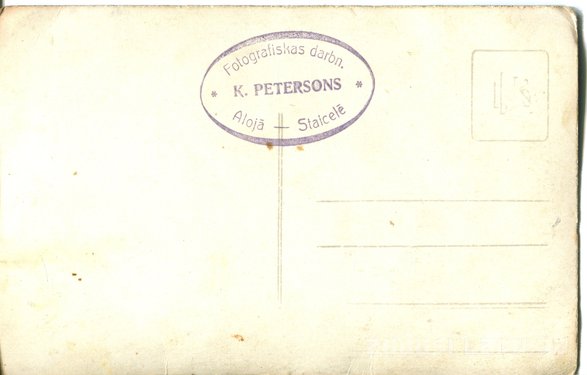 Fotografiskas darbn.
* K. PETERSONS *
Alojā — Staicelē